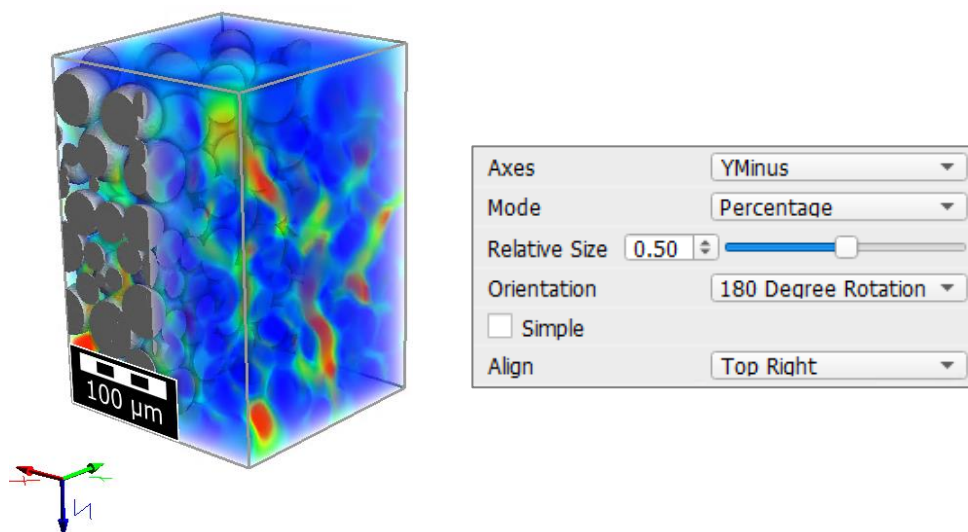 100 µm
X
Y
Z
Axes YMinus
Mode Percentage
Relative Size 0.50
Orientation 180 Degree Rotation
Simple
Align Top Right